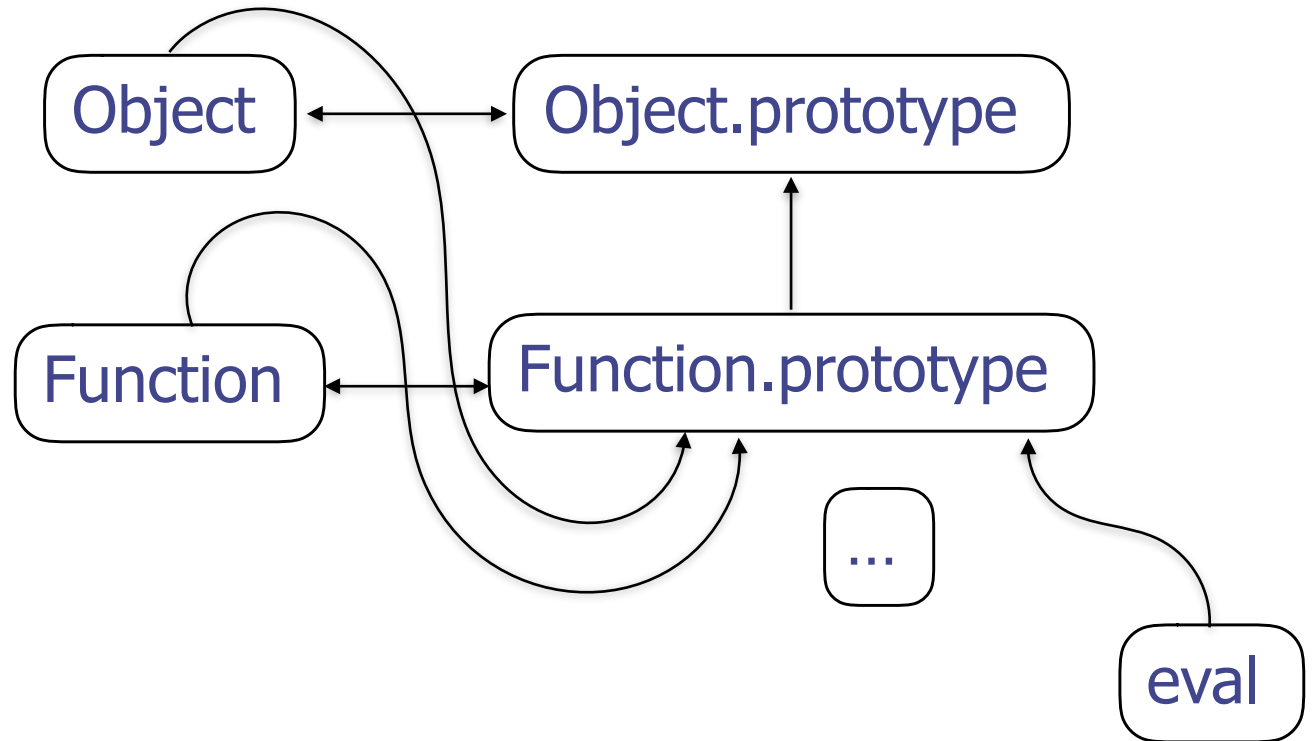 Object
Object.prototype
Function
Function.prototype
...
eval